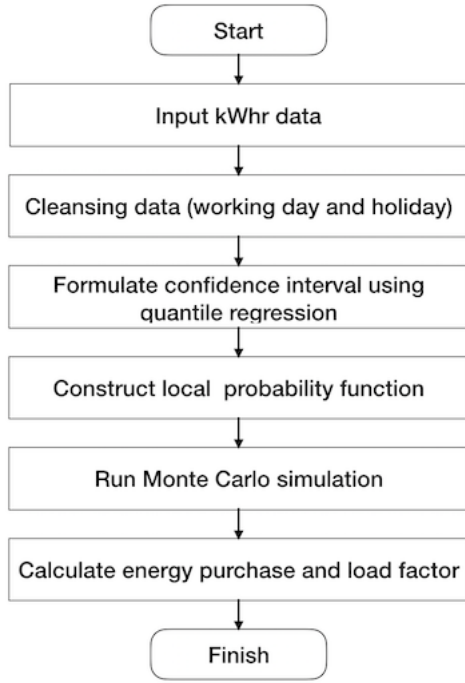 Start
Input kWhr data
Cleansing data (working day and holiday)
Formulate confidence interval using
quantile regression
Construct local probability function
Run Monte Carlo simulation
Calculate energy purchase and load factor
Finish